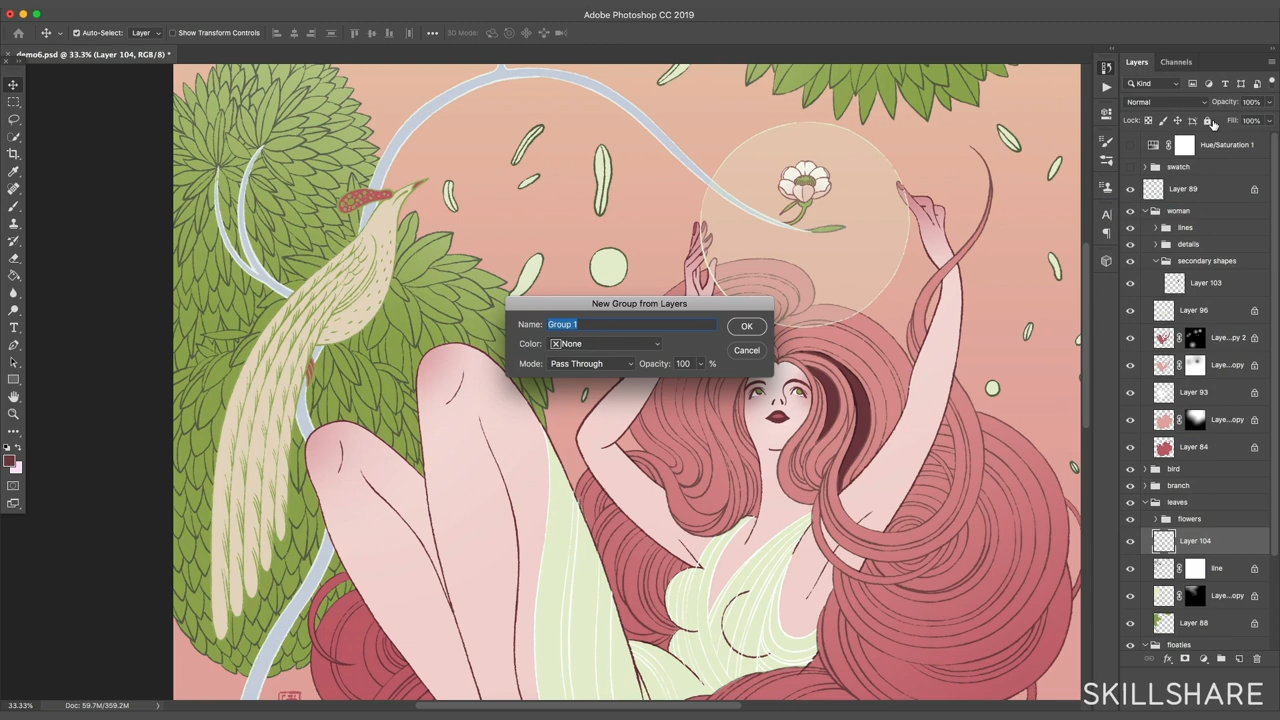 Adobe Photoshop CC 2019
Auto-Select: Layer Show Transform Controls 3D Mode:
demo6.psd @ 33.3% (Layer 104, RGB/8) *
Layers Channels
Kind
Normal Opacity: 100%
Lock: Fill: 100%
Hue/Saturation 1
swatch
Layer 89
woman
lines
details
secondary shapes
Layer 103
Layer 96
Laye...py 2
Laye...opy
Layer 93
Laye...opy
Layer 84
bird
branch
leaves
flowers
Layer 104
line
Laye...opy
Layer 88
floaties
New Group from Layers
Name: Group 1 OK
Color: None Cancel
Mode: Pass Through Opacity: 100 %
33.33% Doc: 59.7M/359.2M
SKILLSHARE